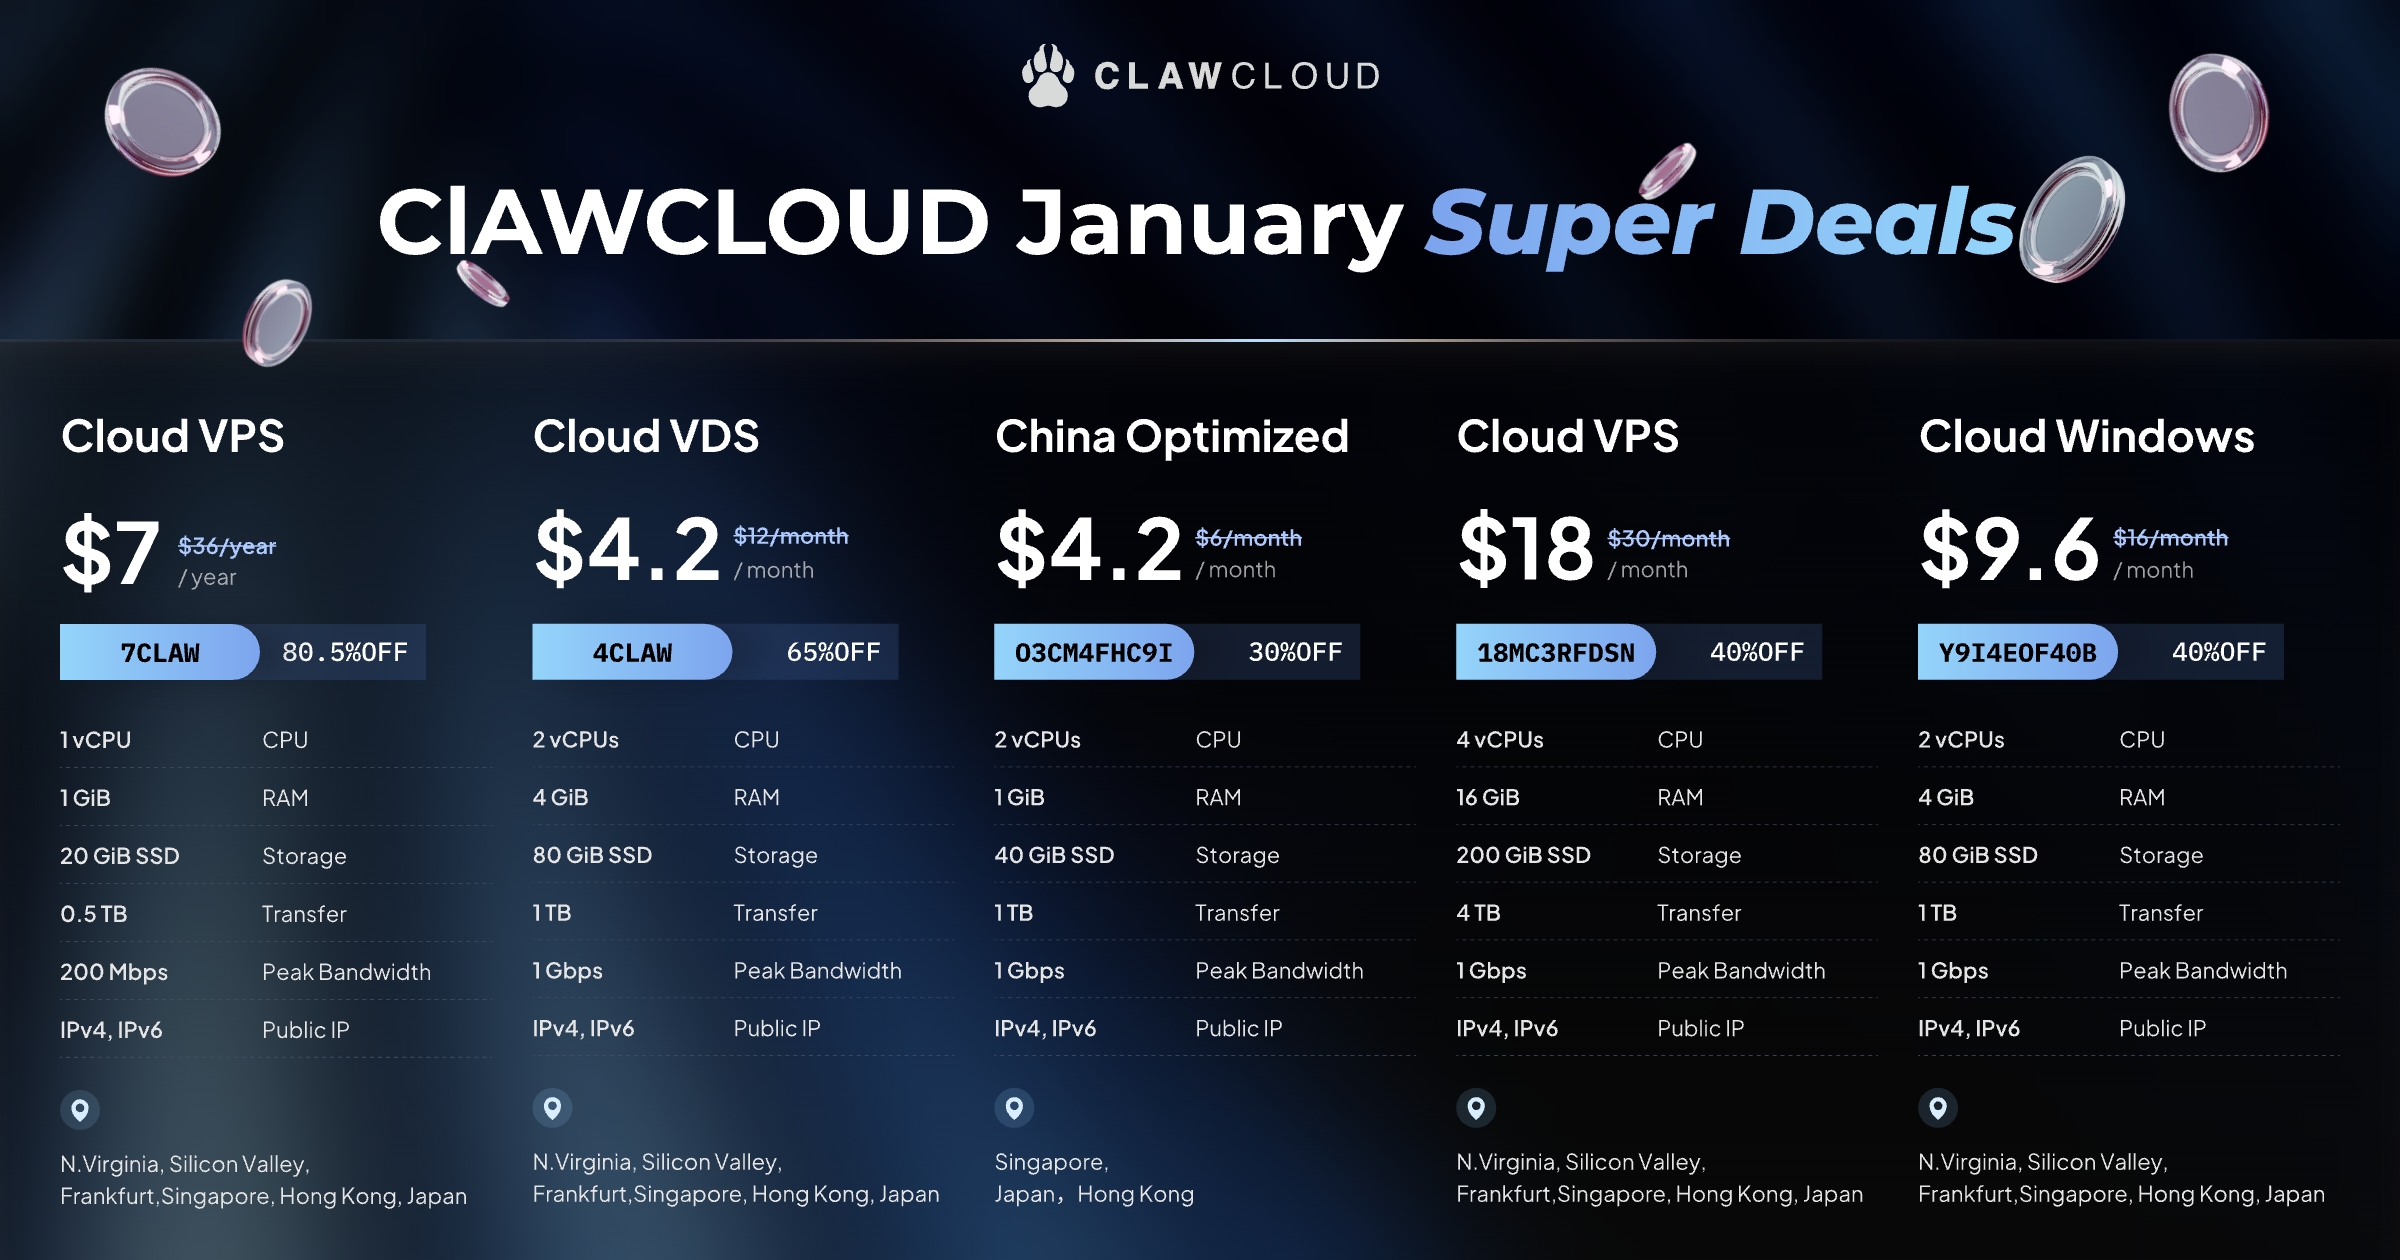 CLAWCLOUD
ClAWCLOUD January Super Deals
Cloud VPS
$7 $36/year
/ year
7CLAW 80.5%OFF
1 vCPU CPU
1 GiB RAM
20 GiB SSD Storage
0.5 TB Transfer
200 Mbps Peak Bandwidth
IPv4, IPv6 Public IP
N.Virginia, Silicon Valley,
Frankfurt,Singapore, Hong Kong, Japan
Cloud VDS
$4.2 $12/month
/ month
4CLAW 65%OFF
2 vCPUs CPU
4 GiB RAM
80 GiB SSD Storage
1 TB Transfer
1 Gbps Peak Bandwidth
IPv4, IPv6 Public IP
N.Virginia, Silicon Valley,
Frankfurt,Singapore, Hong Kong, Japan
China Optimized
$4.2 $6/month
/ month
O3CM4FHC9I 30%OFF
2 vCPUs CPU
1 GiB RAM
40 GiB SSD Storage
1 TB Transfer
1 Gbps Peak Bandwidth
IPv4, IPv6 Public IP
Singapore,
Japan，Hong Kong
Cloud VPS
$18 $30/month
/ month
18MC3RFDSN 40%OFF
4 vCPUs CPU
16 GiB RAM
200 GiB SSD Storage
4 TB Transfer
1 Gbps Peak Bandwidth
IPv4, IPv6 Public IP
N.Virginia, Silicon Valley,
Frankfurt,Singapore, Hong Kong, Japan
Cloud Windows
$9.6 $16/month
/ month
Y9I4EOF40B 40%OFF
2 vCPUs CPU
4 GiB RAM
80 GiB SSD Storage
1 TB Transfer
1 Gbps Peak Bandwidth
IPv4, IPv6 Public IP
N.Virginia, Silicon Valley,
Frankfurt,Singapore, Hong Kong, Japan